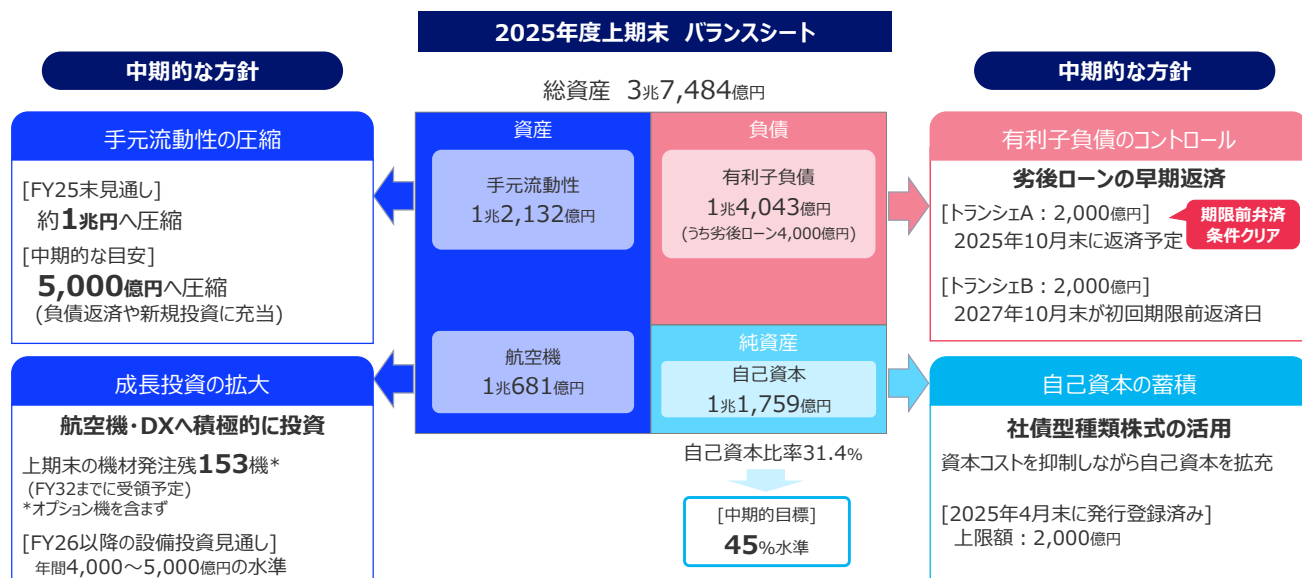 2025年度上期末 バランスシート
中期的な方針
手元流動性の圧縮
[FY25末見通し]
約1兆円へ圧縮
[中期的な目安]
5,000億円へ圧縮
(負債返済や新規投資に充当)
成長投資の拡大
航空機・DXへ積極的に投資
上期末の機材発注残153機*
(FY32までに受領予定)
*オプション機を含まず
[FY26以降の設備投資見通し]
年間4,000～5,000億円の水準
総資産 3兆7,484億円
資産
手元流動性
1兆2,132億円
航空機
1兆681億円
負債
有利子負債
1兆4,043億円
(うち劣後ローン4,000億円)
純資産
自己資本
1兆1,759億円
自己資本比率31.4%
[中期的目標]
45%水準
中期的な方針
有利子負債のコントロール
劣後ローンの早期返済
[トランシェA：2,000億円]
2025年10月末に返済予定
期限前弁済
条件クリア
[トランシェB：2,000億円]
2027年10月末が初回期限前返済日
自己資本の蓄積
社債型種類株式の活用
資本コストを抑制しながら自己資本を拡充
[2025年4月末に発行登録済み]
上限額：2,000億円